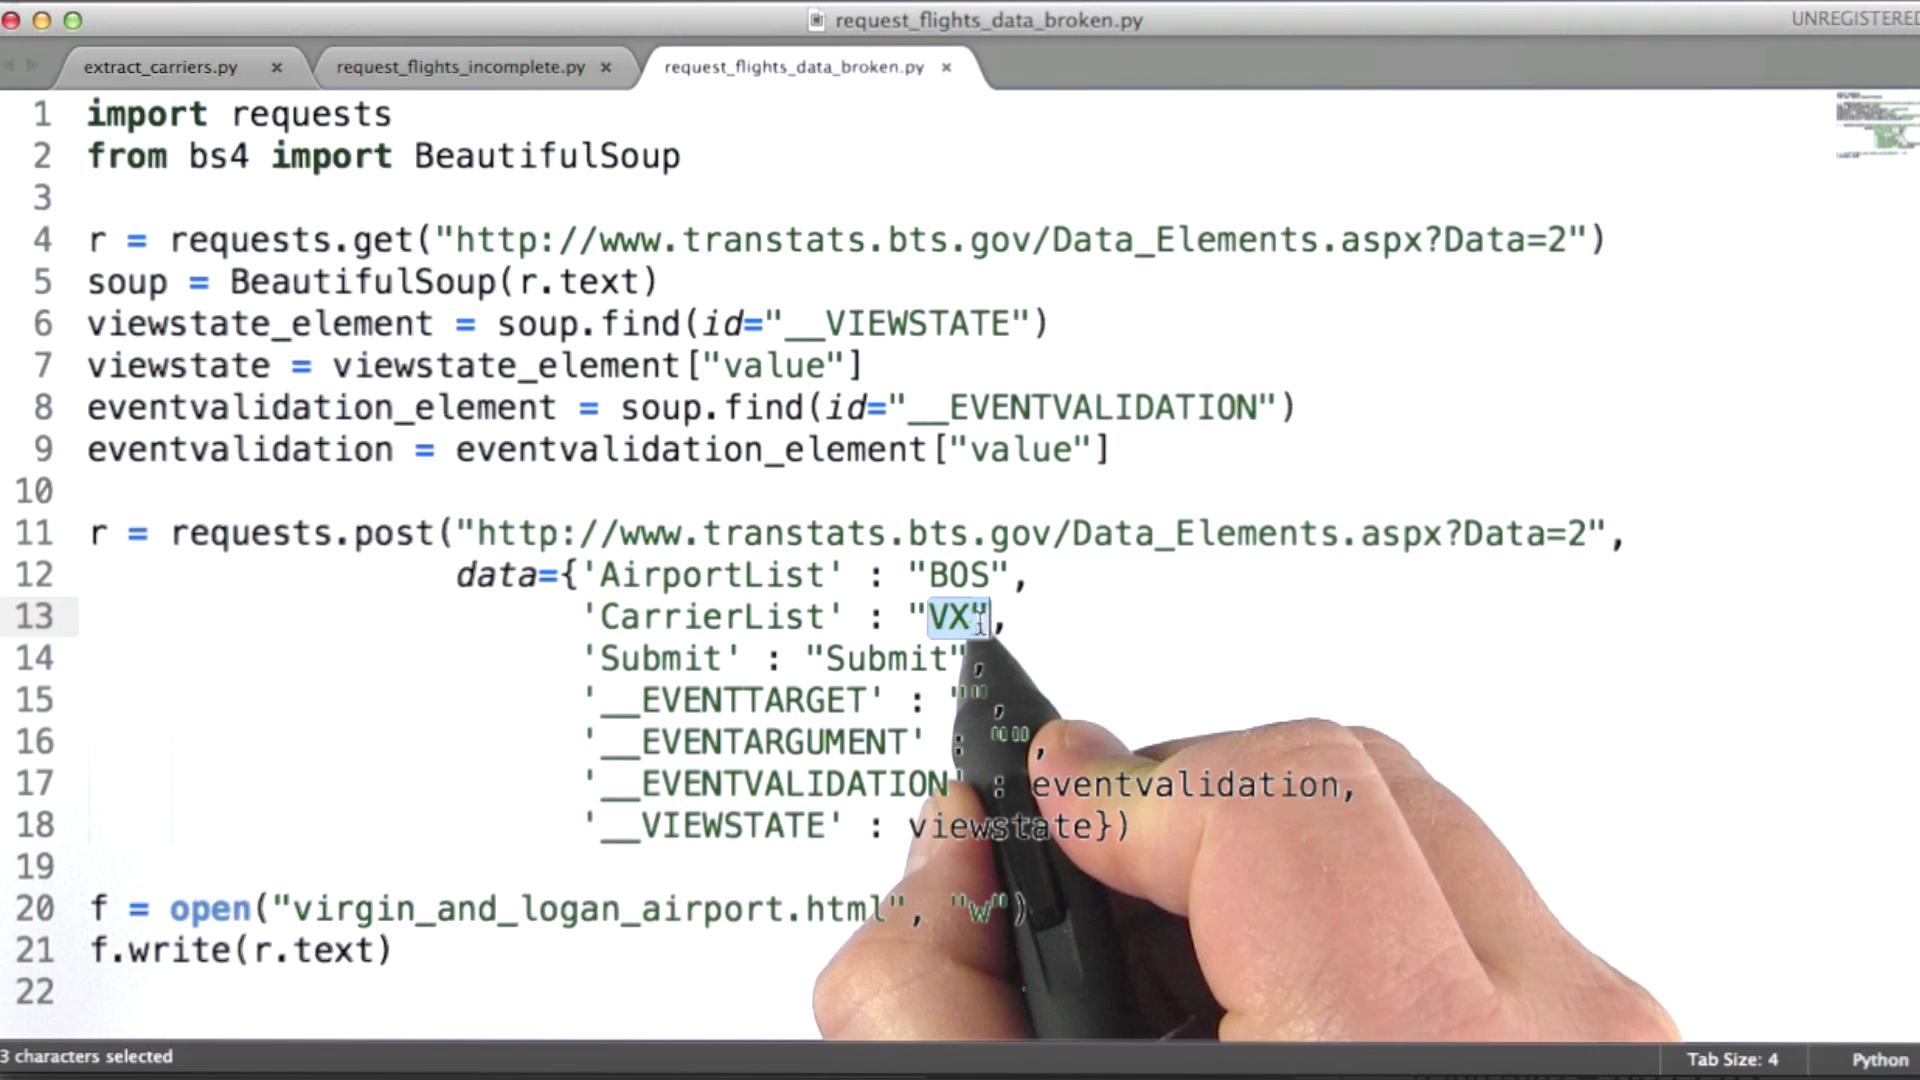 request_flights_data_broken.py
UNREGISTERED
extract_carriers.py × request_flights_incomplete.py × request_flights_data_broken.py ×
1 import requests
2 from bs4 import BeautifulSoup
3
4 r = requests.get("http://www.transtats.bts.gov/Data_Elements.aspx?Data=2")
5 soup = BeautifulSoup(r.text)
6 viewstate_element = soup.find(id="__VIEWSTATE")
7 viewstate = viewstate_element["value"]
8 eventvalidation_element = soup.find(id="__EVENTVALIDATION")
9 eventvalidation = eventvalidation_element["value"]
10
11 r = requests.post("http://www.transtats.bts.gov/Data_Elements.aspx?Data=2",
12 data={'AirportList' : "BOS",
13 'CarrierList' : "VX",
14 'Submit' : "Submit",
15 '__EVENTTARGET' : "",
16 '__EVENTARGUMENT' : "",
17 '__EVENTVALIDATION' : eventvalidation,
18 '__VIEWSTATE' : viewstate})
19
20 f = open("virgin_and_logan_airport.html", "w")
21 f.write(r.text)
22
3 characters selected
Tab Size: 4
Python